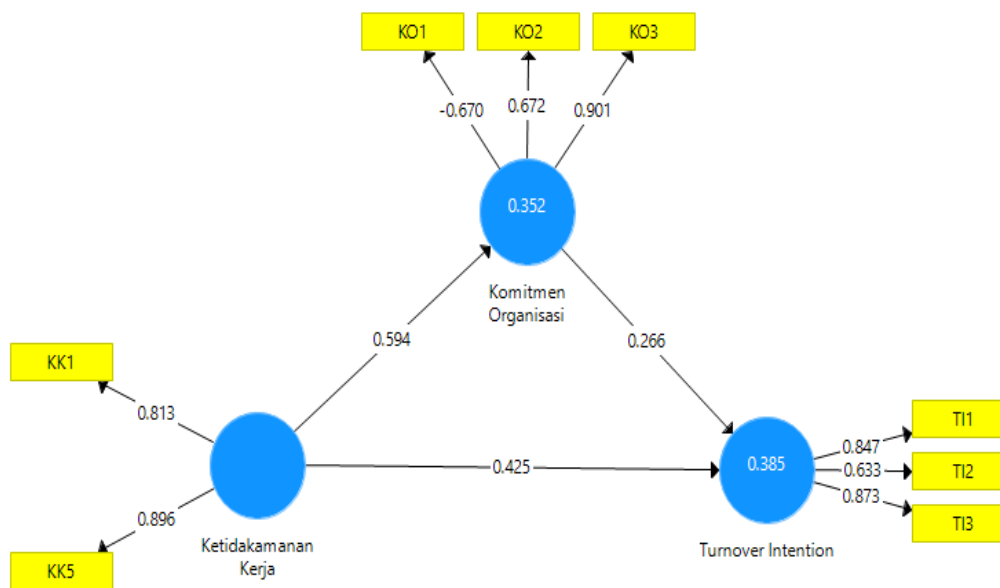 KO1
KO2
KO3
-0.670
0.672
0.901
0.352
Komitmen
Organisasi
0.594
0.266
KK1
0.813
0.896
KK5
Ketidakamanan
Kerja
0.425
0.385
Turnover Intention
0.847
0.633
0.873
TI1
TI2
TI3